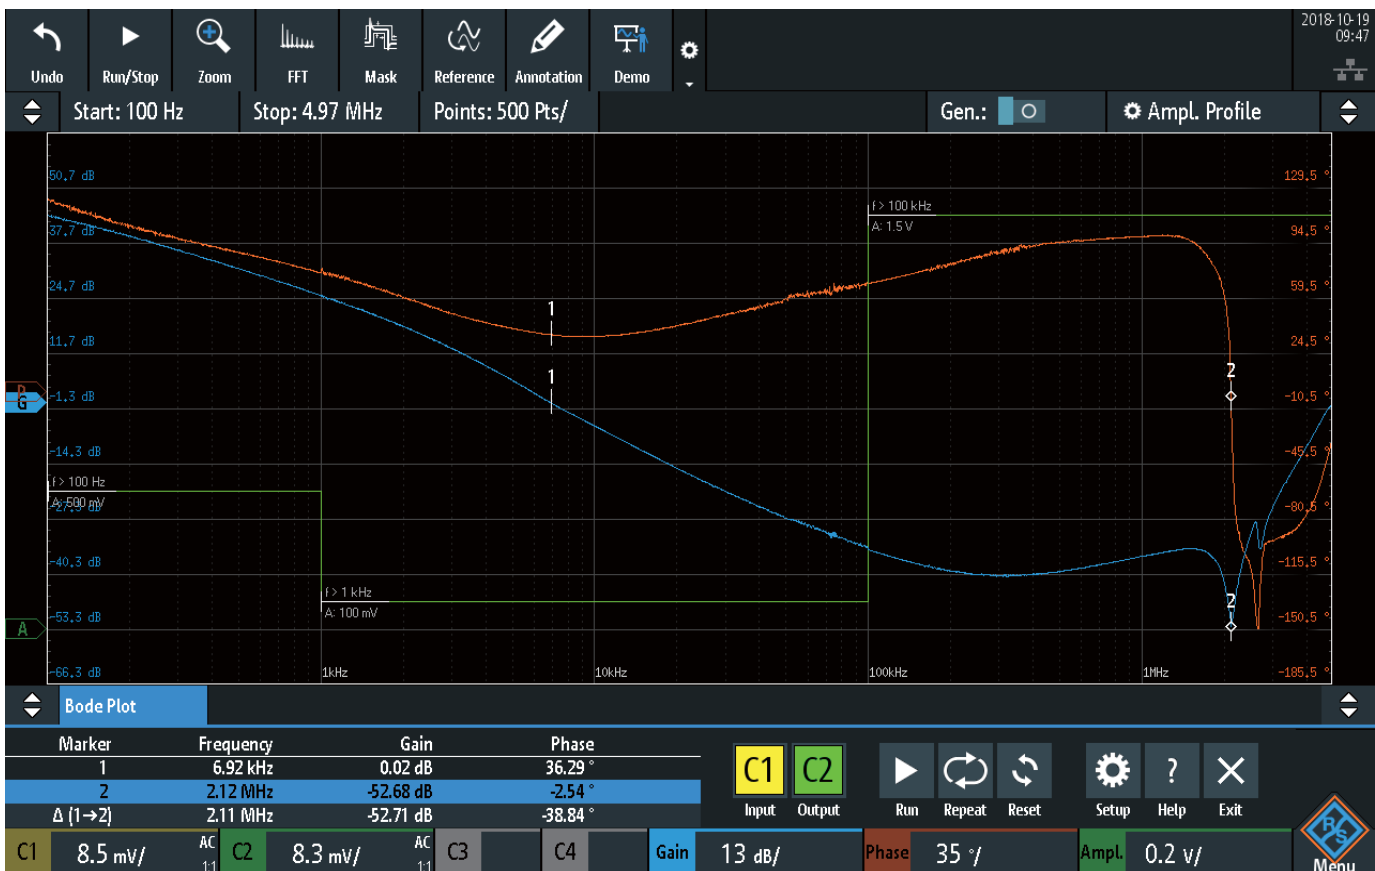 2018-10-19
09:47
Undo Run/Stop Zoom FFT Mask Reference Annotation Demo
Start: 100 Hz Stop: 4.97 MHz Points: 500 Pts/ Gen.: Ampl. Profile
50.7 dB 129.5 °
f > 100 kHz
A: 1.5 V
37.7 dB 94.5 °
24.7 dB 59.5 °
1
11.7 dB 24.5 °
2
1
P
G
-1.3 dB -10.5 °
-14.3 dB -45.5 °
f > 100 Hz
A: 500 mV
-27.3 dB -80.5 °
-40.3 dB -115.5 °
f > 1 kHz
2
A: 100 mV
-53.3 dB -150.5 °
A
-66.3 dB 1kHz 10kHz 100kHz 1MHz -185.5 °
Bode Plot
Marker Frequency Gain Phase
1 6.92 kHz 0.02 dB 36.29 °
2 2.12 MHz -52.68 dB -2.54 °
Δ (1→2) 2.11 MHz -52.71 dB -38.84 °
C1 C2
Input Output Run Repeat Reset Setup Help Exit
C1 8.5 mV/ AC 1:1 C2 8.3 mV/ AC 1:1 C3 C4 Gain 13 dB/ Phase 35 °/ Ampl. 0.2 V/
R/S
Menu